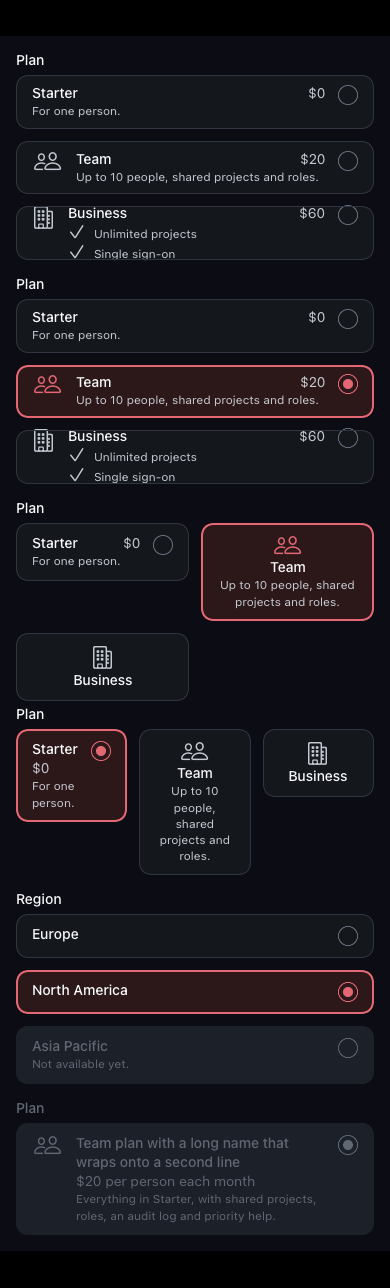 Plan
Starter
$0
For one person.
Team
$20
Up to 10 people, shared projects and roles.
Business
$60
Unlimited projects
Single sign-on
Plan
Starter
$0
For one person.
Team
$20
Up to 10 people, shared projects and roles.
Business
$60
Unlimited projects
Single sign-on
Plan
Starter
$0
For one person.
Team
Up to 10 people, shared
projects and roles.
Business
Plan
Starter
$0
For one
person.
Team
Up to 10
people,
shared
projects and
roles.
Business
Region
Europe
North America
Asia Pacific
Not available yet.
Plan
Team plan with a long name that
wraps onto a second line
$20 per person each month
Everything in Starter, with shared projects,
roles, an audit log and priority help.